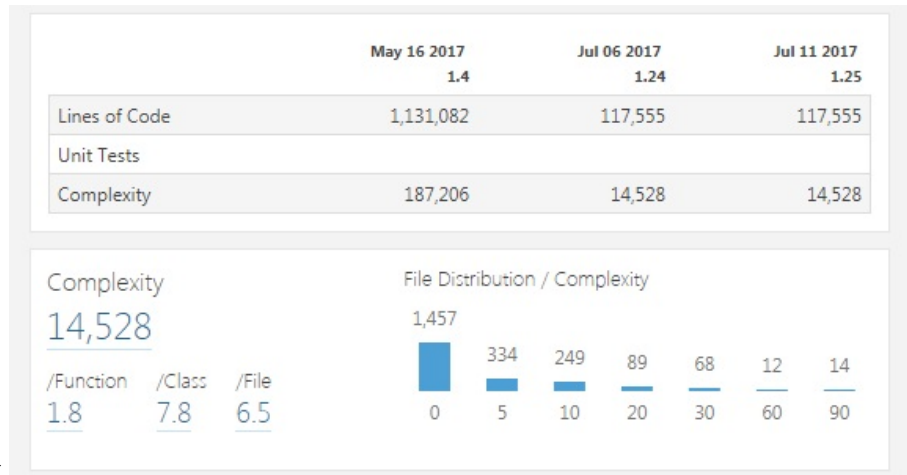 May 16 2017 Jul 06 2017 Jul 11 2017
1.4 1.24 1.25
Lines of Code 1,131,082 117,555 117,555
Unit Tests
Complexity 187,206 14,528 14,528
Complexity
14,528
/Function /Class /File
1.8 7.8 6.5
File Distribution / Complexity
1,457 334 249 89 68 12 14
0 5 10 20 30 60 90